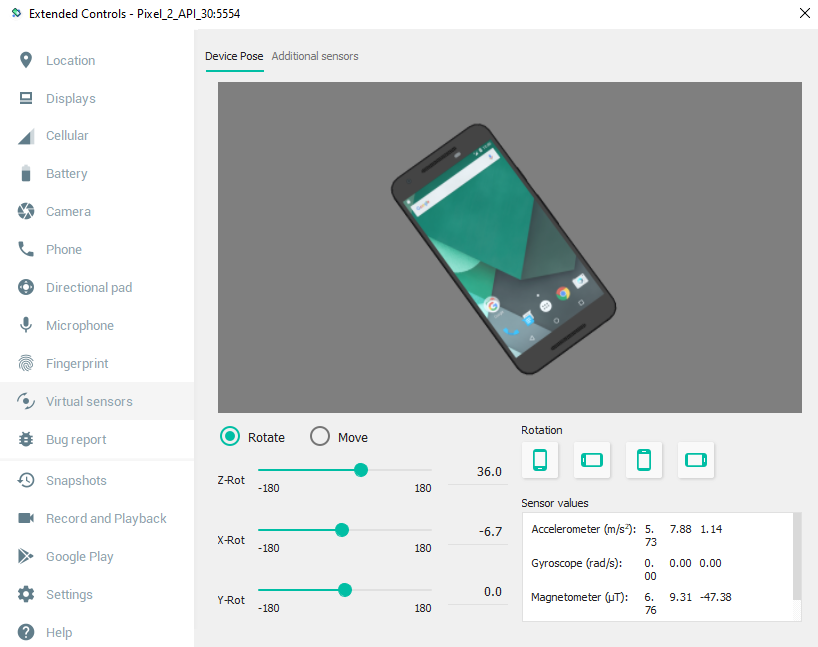 Extended Controls - Pixel_2_API_30:5554
Location
Displays
Cellular
Battery
Camera
Phone
Directional pad
Microphone
Fingerprint
Virtual sensors
Bug report
Snapshots
Record and Playback
Google Play
Settings
Help
Device Pose Additional sensors
Google
Rotate Move
Z-Rot
-180 180
36.0
X-Rot
-180 180
-6.7
Y-Rot
-180 180
0.0
Rotation
Sensor values
Accelerometer (m/s²): 5. 7.88 1.14
73
Gyroscope (rad/s): 0. 0.00 0.00
00
Magnetometer (μT): 6. 9.31 -47.38
76